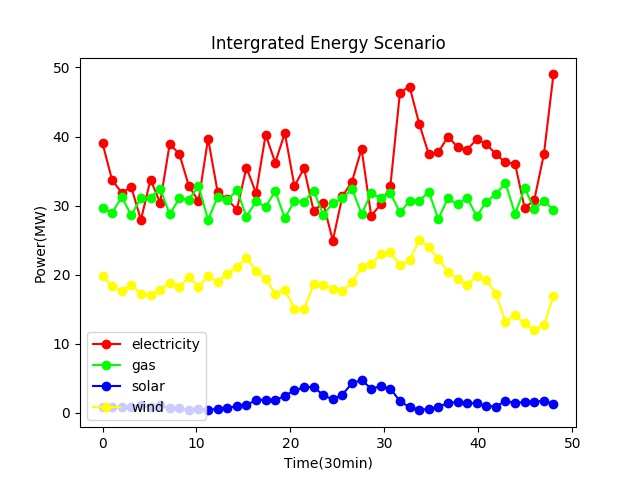 Intergrated Energy Scenario
Power(MW)
50
40
30
20
10
0
electricity
gas
solar
wind
0
10
20
30
40
50
Time(30min)